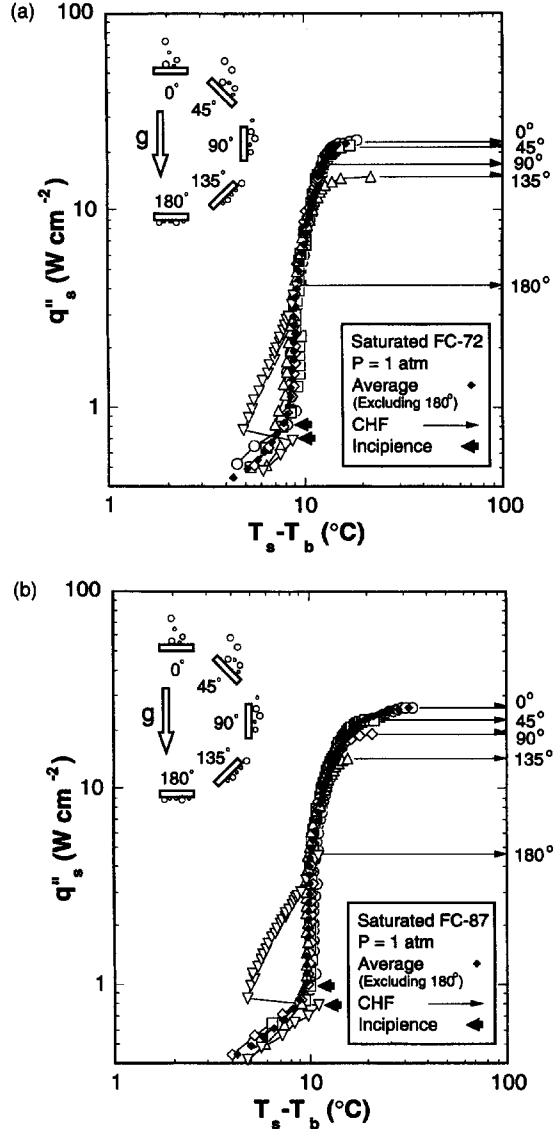 (a)
100
10
1
q"s (W cm-2)
0°
45°
90°
135°
180°
g
0°
45°
90°
135°
180°
Saturated FC-72
P = 1 atm
Average
(Excluding 180°)
CHF
Incipience
1
10
100
Ts-Tb (°C)
(b)
100
10
1
q"s (W cm-2)
0°
45°
90°
135°
180°
g
0°
45°
90°
135°
180°
Saturated FC-87
P = 1 atm
Average
(Excluding 180°)
CHF
Incipience
1
10
100
Ts-Tb (°C)